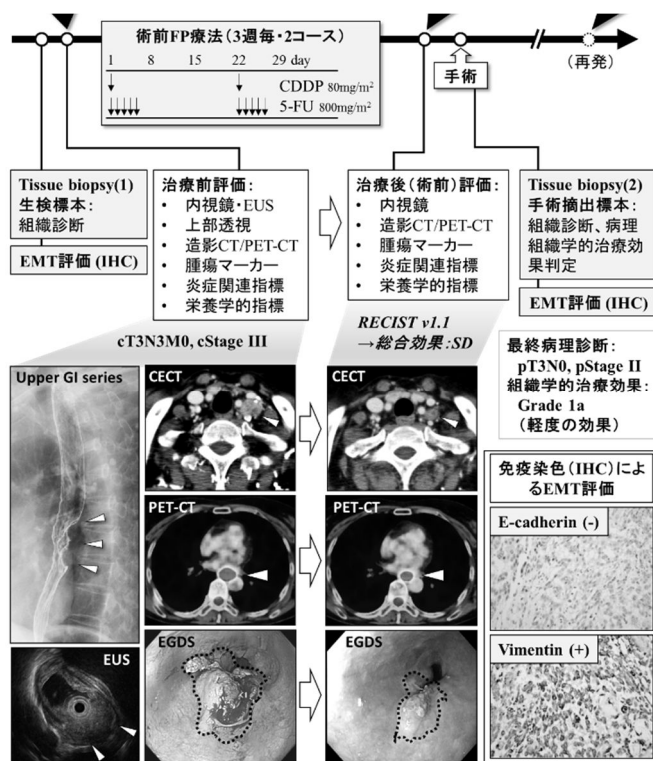 術前FP療法（3週毎・2コース）
1 8 15 22 29 day
CDDP 80mg/m²
5-FU 800mg/m²
手術
（再発）
Tissue biopsy(1)
生検標本：
組織診断
EMT評価 (IHC)
治療前評価：
• 内視鏡・EUS
• 上部透視
• 造影CT/PET-CT
• 腫瘍マーカー
• 炎症関連指標
• 栄養学的指標
治療後（術前）評価：
• 内視鏡
• 造影CT/PET-CT
• 腫瘍マーカー
• 炎症関連指標
• 栄養学的指標
Tissue biopsy(2)
手術摘出標本：
組織診断、病理
組織学的治療効
果判定
EMT評価 (IHC)
cT3N3M0, cStage III
RECIST v1.1
→総合効果：SD
最終病理診断：
pT3N0, pStage II
組織学的治療効果：
Grade 1a
（軽度の効果）
Upper GI series
EUS
CECT
CECT
PET-CT
PET-CT
EGDS
EGDS
免疫染色（IHC）によ
るEMT評価
E-cadherin (-)
Vimentin (+)